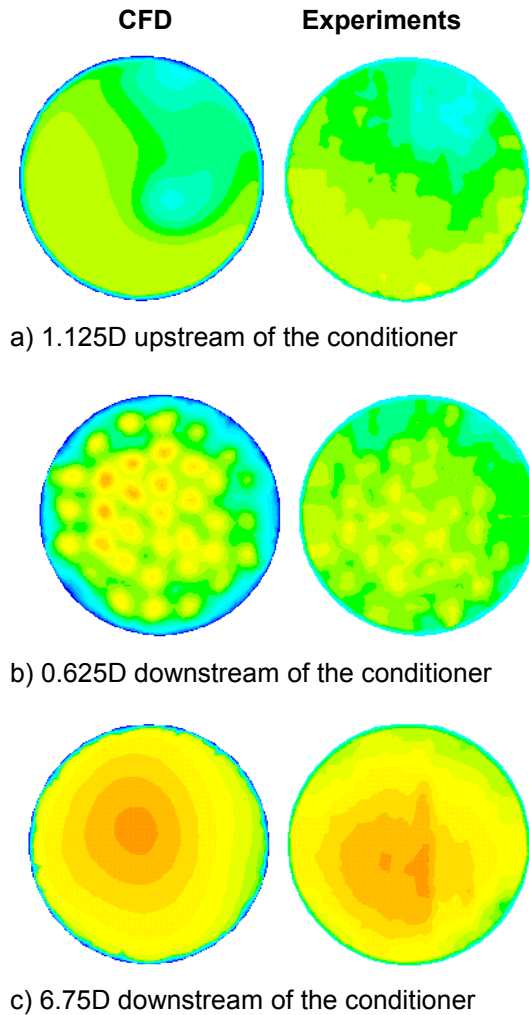 CFD Experiments
a) 1.125D upstream of the conditioner
b) 0.625D downstream of the conditioner
c) 6.75D downstream of the conditioner